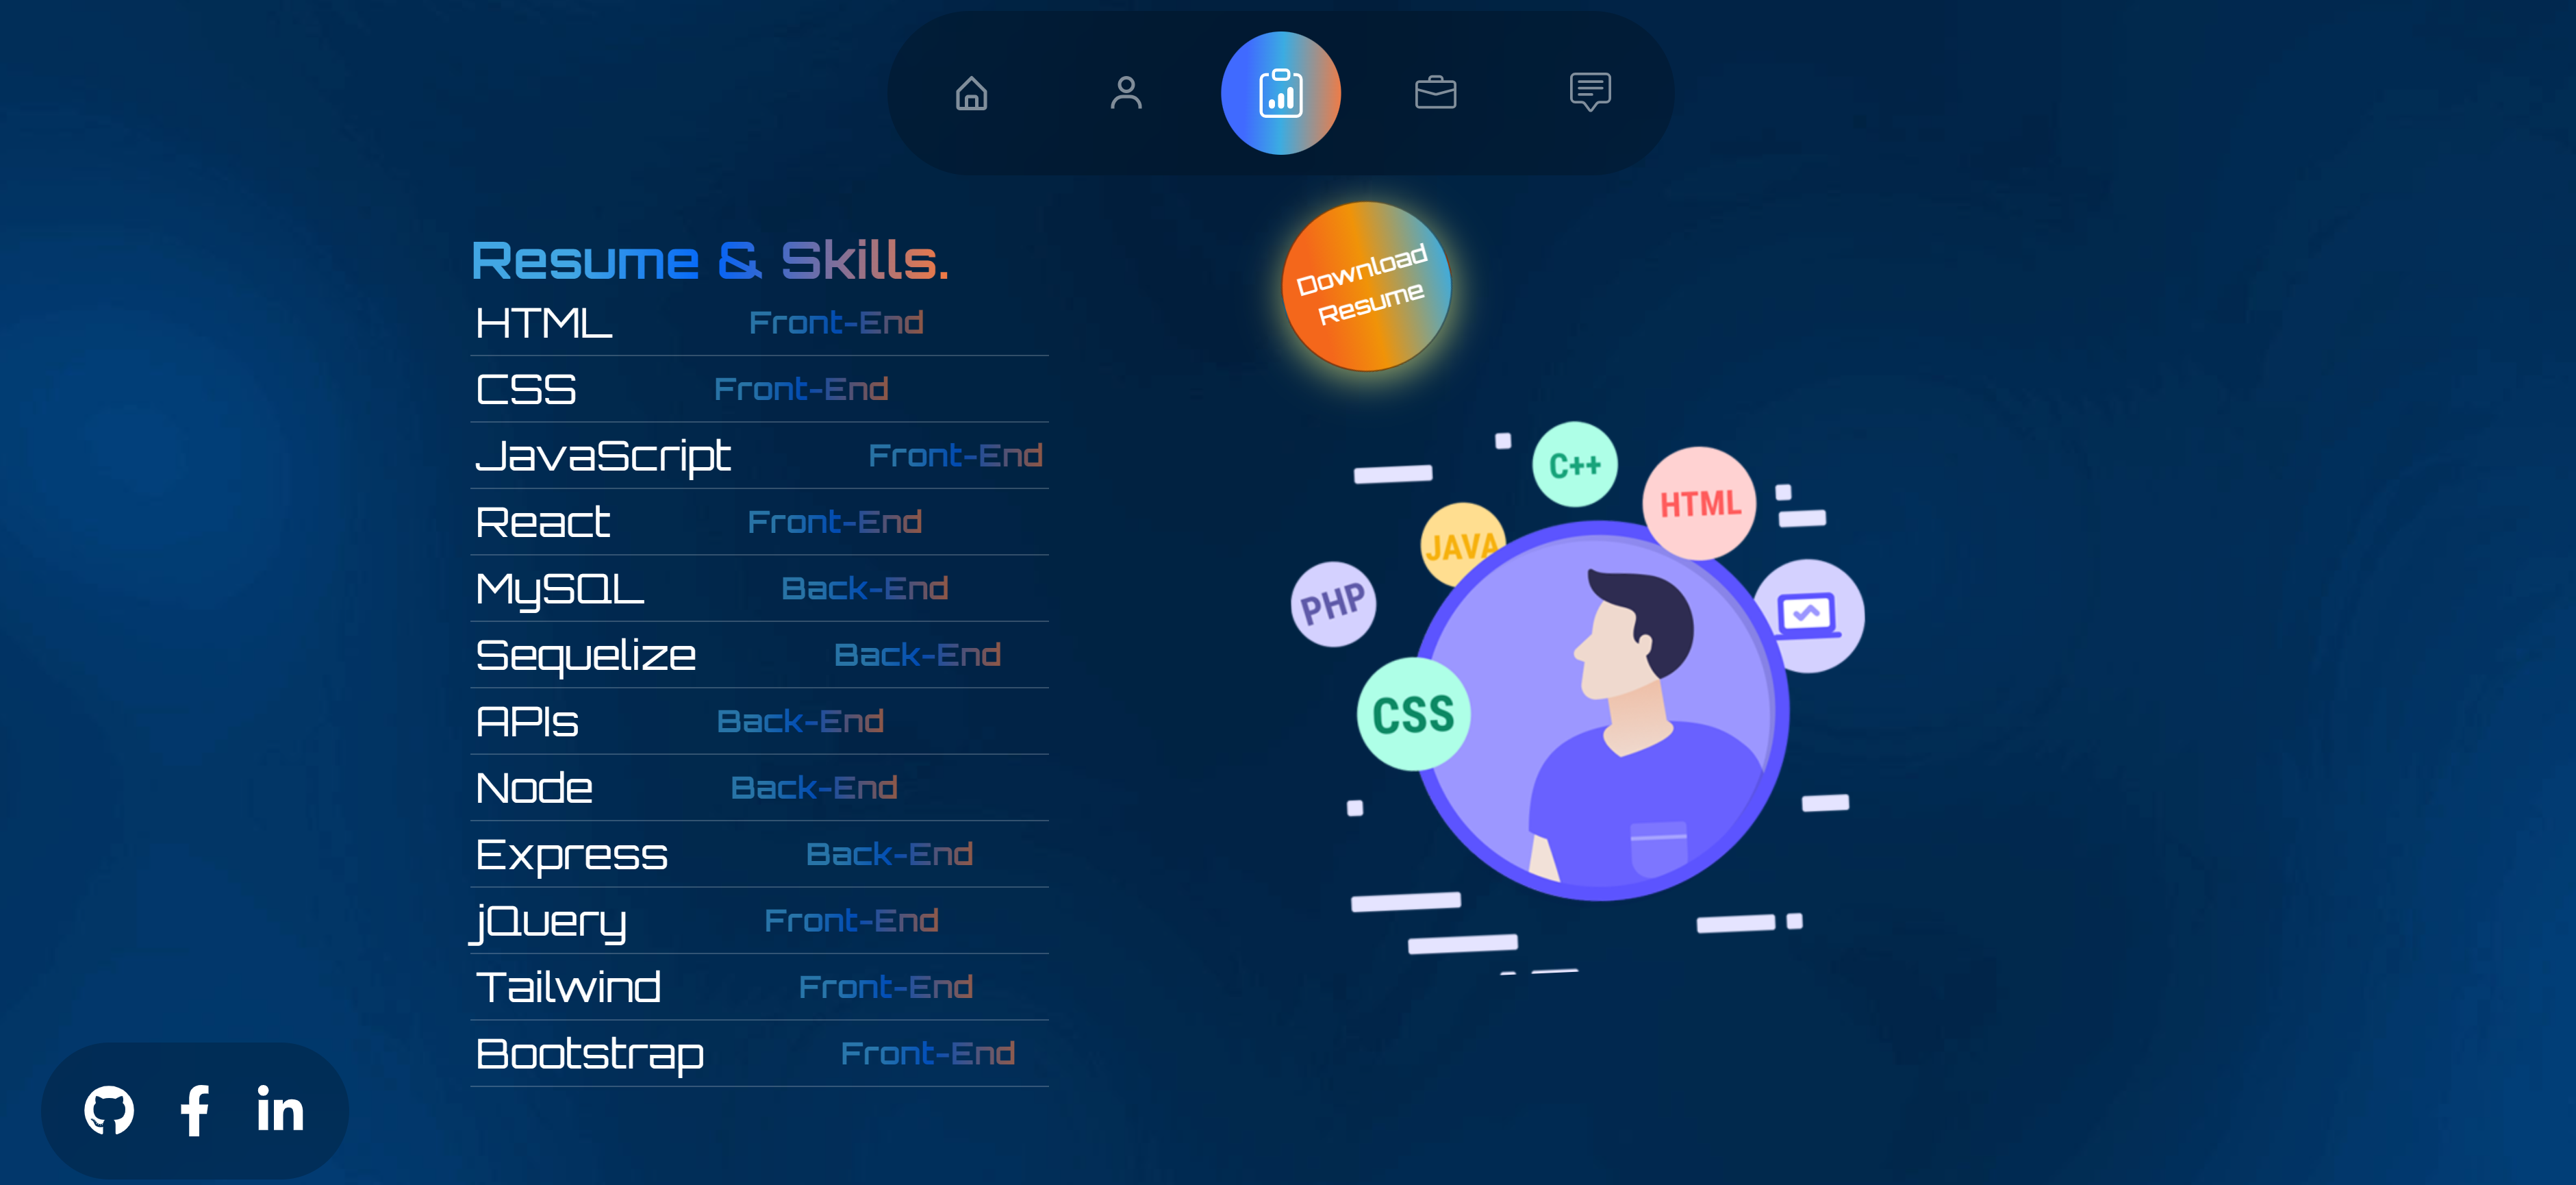 Resume & Skills.
HTML Front-End
CSS Front-End
JavaScript Front-End
React Front-End
MySQL Back-End
Sequelize Back-End
APIs Back-End
Node Back-End
Express Back-End
jQuery Front-End
Tailwind Front-End
Bootstrap Front-End
Download
Resume
C++
HTML
JAVA
PHP
CSS
in